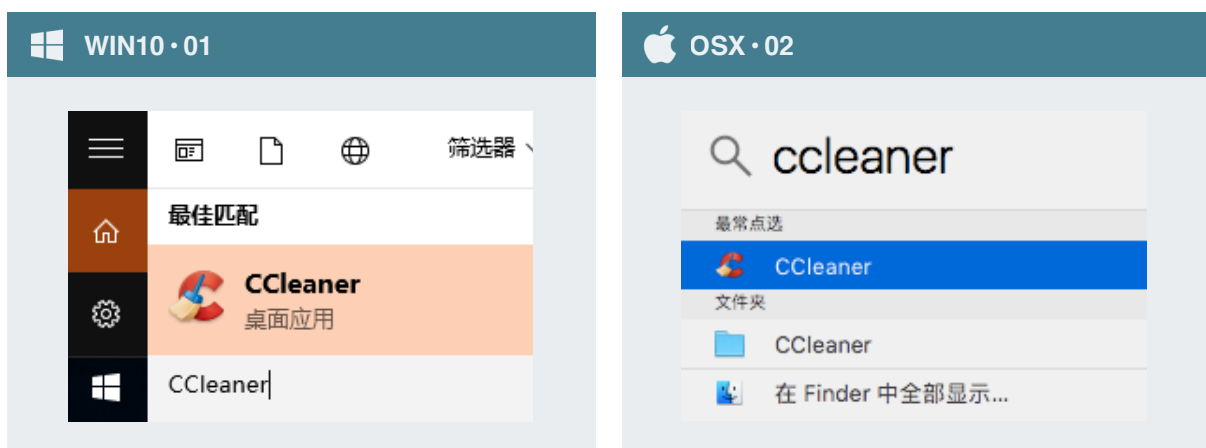 WIN10 · 01
筛选器
最佳匹配
CCleaner
桌面应用
CCleaner
OSX · 02
ccleaner
最常点选
CCleaner
文件夹
CCleaner
在 Finder 中全部显示...